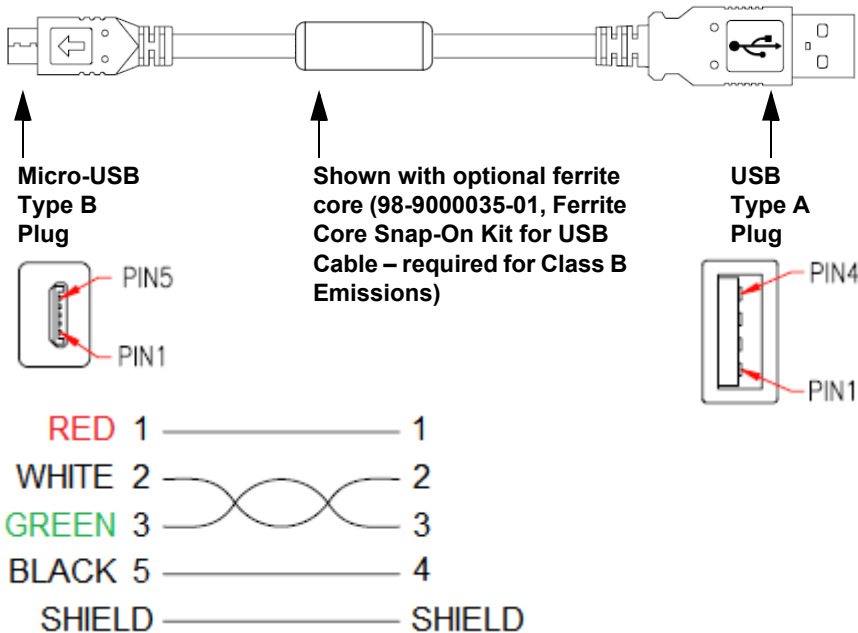 Micro-USB
Type B
Plug
Shown with optional ferrite
core (98-9000035-01, Ferrite
Core Snap-On Kit for USB
Cable – required for Class B
Emissions)
USB
Type A
Plug
PIN5
PIN1
PIN4
PIN1
RED 1 1
WHITE 2 2
GREEN 3 3
BLACK 5 4
SHIELD SHIELD